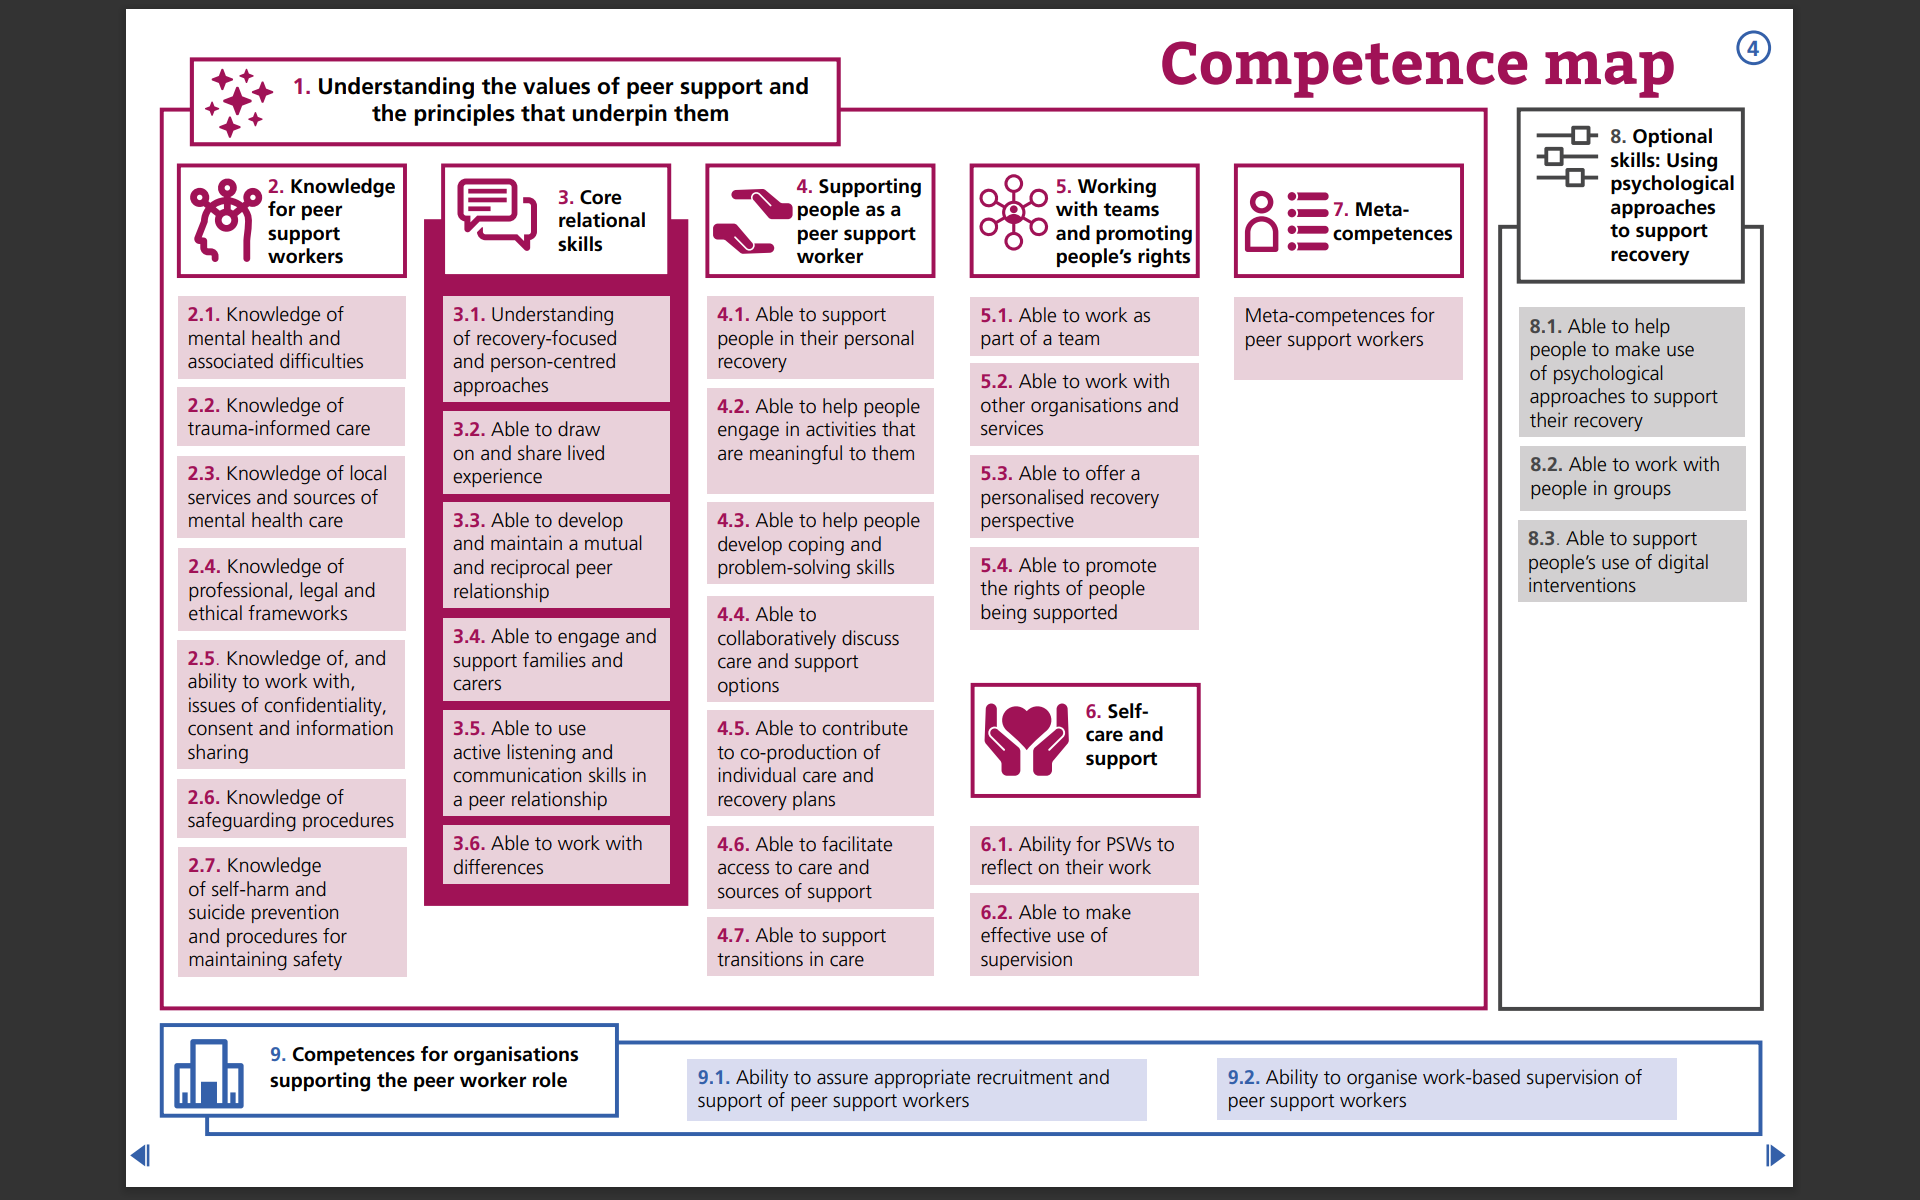 Competence map
4
1. Understanding the values of peer support and
the principles that underpin them
2. Knowledge
for peer
support
workers
2.1. Knowledge of
mental health and
associated difficulties
2.2. Knowledge of
trauma-informed care
2.3. Knowledge of local
services and sources of
mental health care
2.4. Knowledge of
professional, legal and
ethical frameworks
2.5. Knowledge of, and
ability to work with,
issues of confidentiality,
consent and information
sharing
2.6. Knowledge of
safeguarding procedures
2.7. Knowledge
of self-harm and
suicide prevention
and procedures for
maintaining safety
3. Core
relational
skills
3.1. Understanding
of recovery-focused
and person-centred
approaches
3.2. Able to draw
on and share lived
experience
3.3. Able to develop
and maintain a mutual
and reciprocal peer
relationship
3.4. Able to engage and
support families and
carers
3.5. Able to use
active listening and
communication skills in
a peer relationship
3.6. Able to work with
differences
4. Supporting
people as a
peer support
worker
4.1. Able to support
people in their personal
recovery
4.2. Able to help people
engage in activities that
are meaningful to them
4.3. Able to help people
develop coping and
problem-solving skills
4.4. Able to
collaboratively discuss
care and support
options
4.5. Able to contribute
to co-production of
individual care and
recovery plans
4.6. Able to facilitate
access to care and
sources of support
4.7. Able to support
transitions in care
5. Working
with teams
and promoting
people's rights
5.1. Able to work as
part of a team
5.2. Able to work with
other organisations and
services
5.3. Able to offer a
personalised recovery
perspective
5.4. Able to promote
the rights of people
being supported
6. Self-
care and
support
6.1. Ability for PSWs to
reflect on their work
6.2. Able to make
effective use of
supervision
7. Meta-
competences
Meta-competences for
peer support workers
8. Optional
skills: Using
psychological
approaches
to support
recovery
8.1. Able to help
people to make use
of psychological
approaches to support
their recovery
8.2. Able to work with
people in groups
8.3. Able to support
people's use of digital
interventions
9. Competences for organisations
supporting the peer worker role
9.1. Ability to assure appropriate recruitment and
support of peer support workers
9.2. Ability to organise work-based supervision of
peer support workers